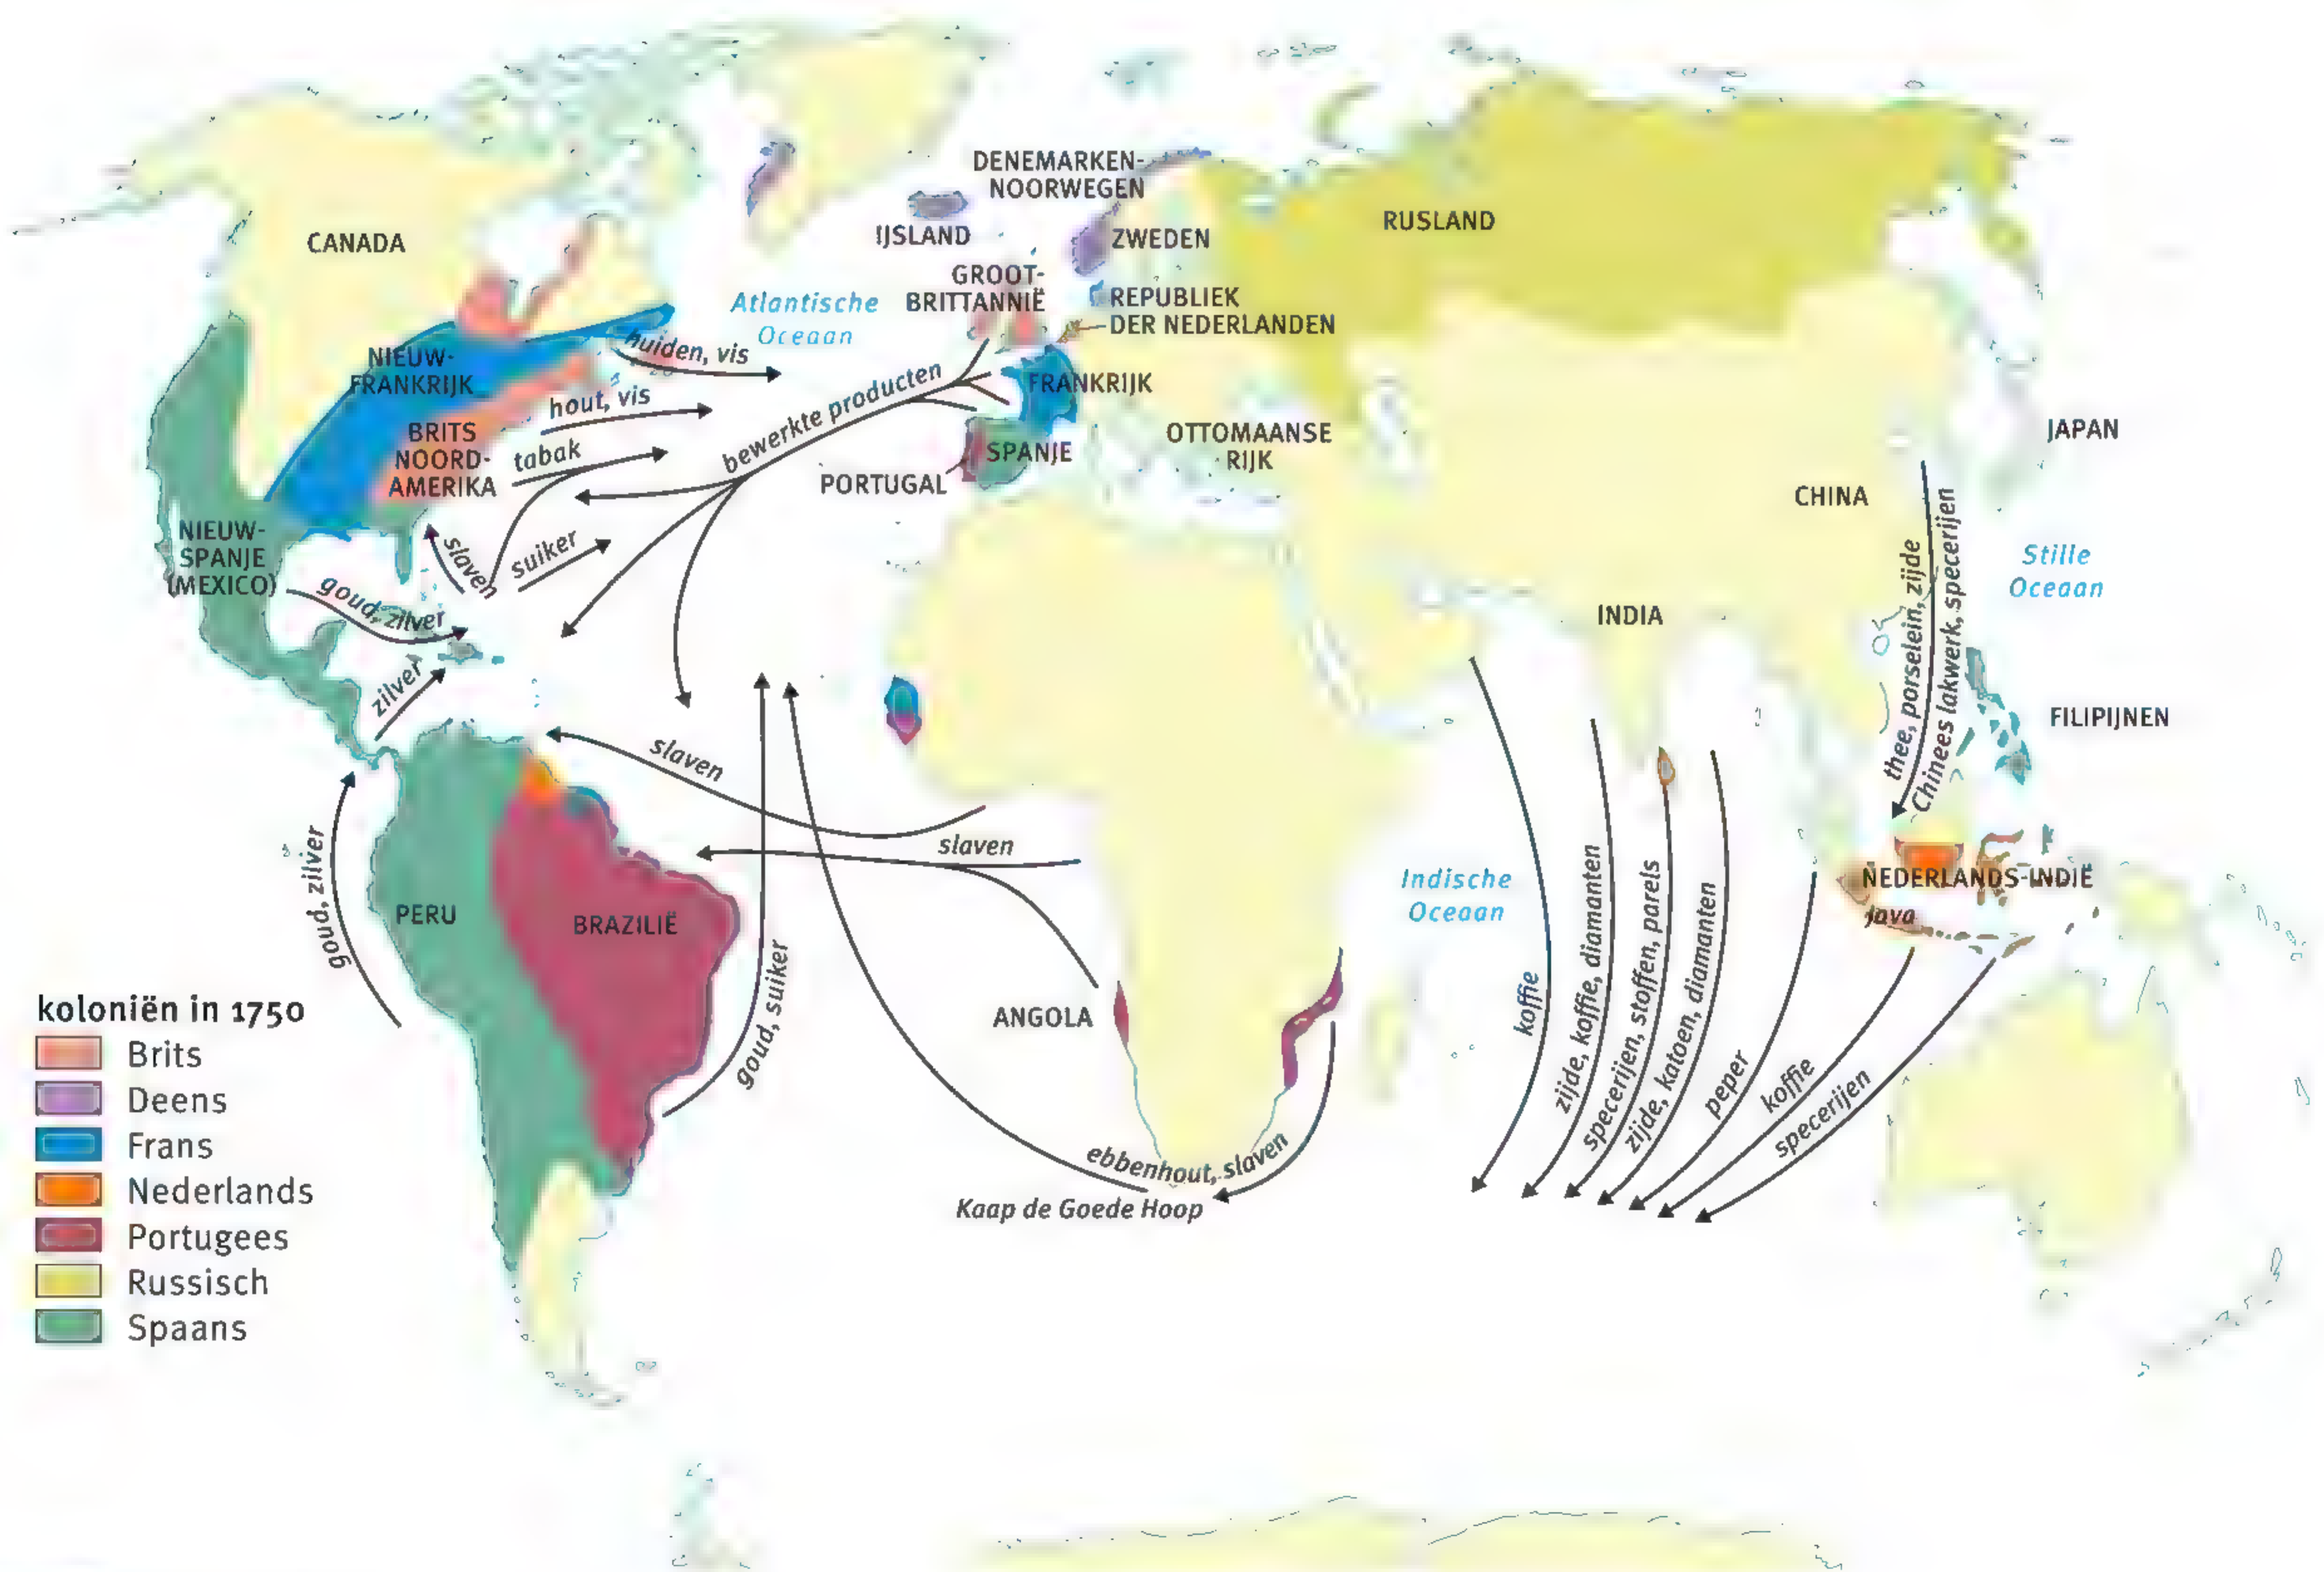 DENEMARKEN-
NOORWEGEN
IJSLAND
ZWEDEN
RUSLAND
CANADA
GROOT-
BRITTANNIË
REPUBLIEK
DER NEDERLANDEN
Atlantische
Oceaan
NIEUW-
FRANKRIJK
huiden, vis
FRANKRIJK
hout, vis
bewerkte producten
BRITS
NOORD-
AMERIKA
tabak
SPANJE
PORTUGAL
OTTOMAANSE
RIJK
JAPAN
CHINA
NIEUW-
SPANJE
(MEXICO)
slaven
suiker
goud, zilver
zilver
INDIA
Stille
Oceaan
thee, porselein, zijde
Chinees lakwerk, specerijen
FILIPIJNEN
slaven
slaven
goud, zilver
PERU
BRAZILIË
goud, suiker
ANGOLA
Indische
Oceaan
NEDERLANDS-INDIË
Java
koffie
zijde, koffie, diamanten
specerijen, stoffen, parels
zijde, katoen, diamanten
peper
koffie
specerijen
ebbenhout, slaven
Kaap de Goede Hoop
koloniën in 1750
Brits
Deens
Frans
Nederlands
Portugees
Russisch
Spaans